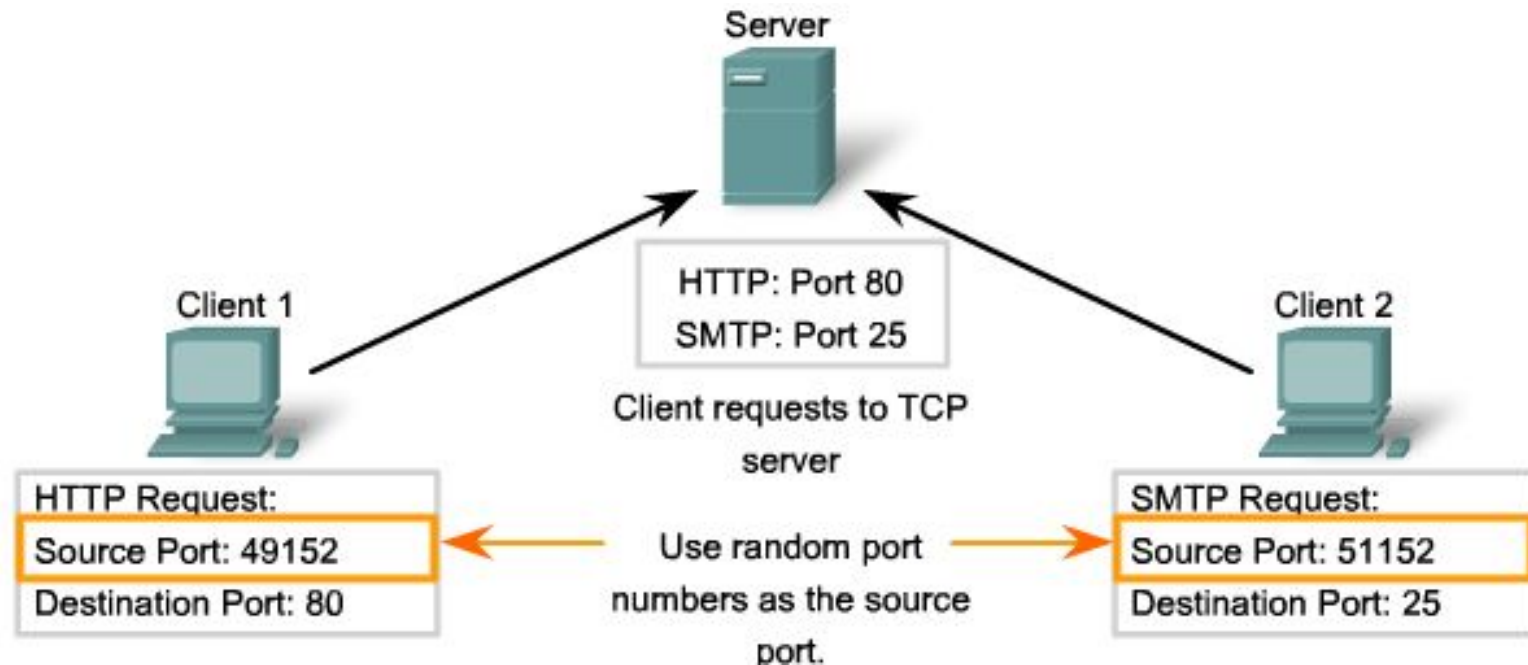 Server
HTTP: Port 80
SMTP: Port 25
Client requests to TCP
server
Client 1
HTTP Request:
Source Port: 49152
Destination Port: 80
Use random port
numbers as the source
port.
Client 2
SMTP Request:
Source Port: 51152
Destination Port: 25